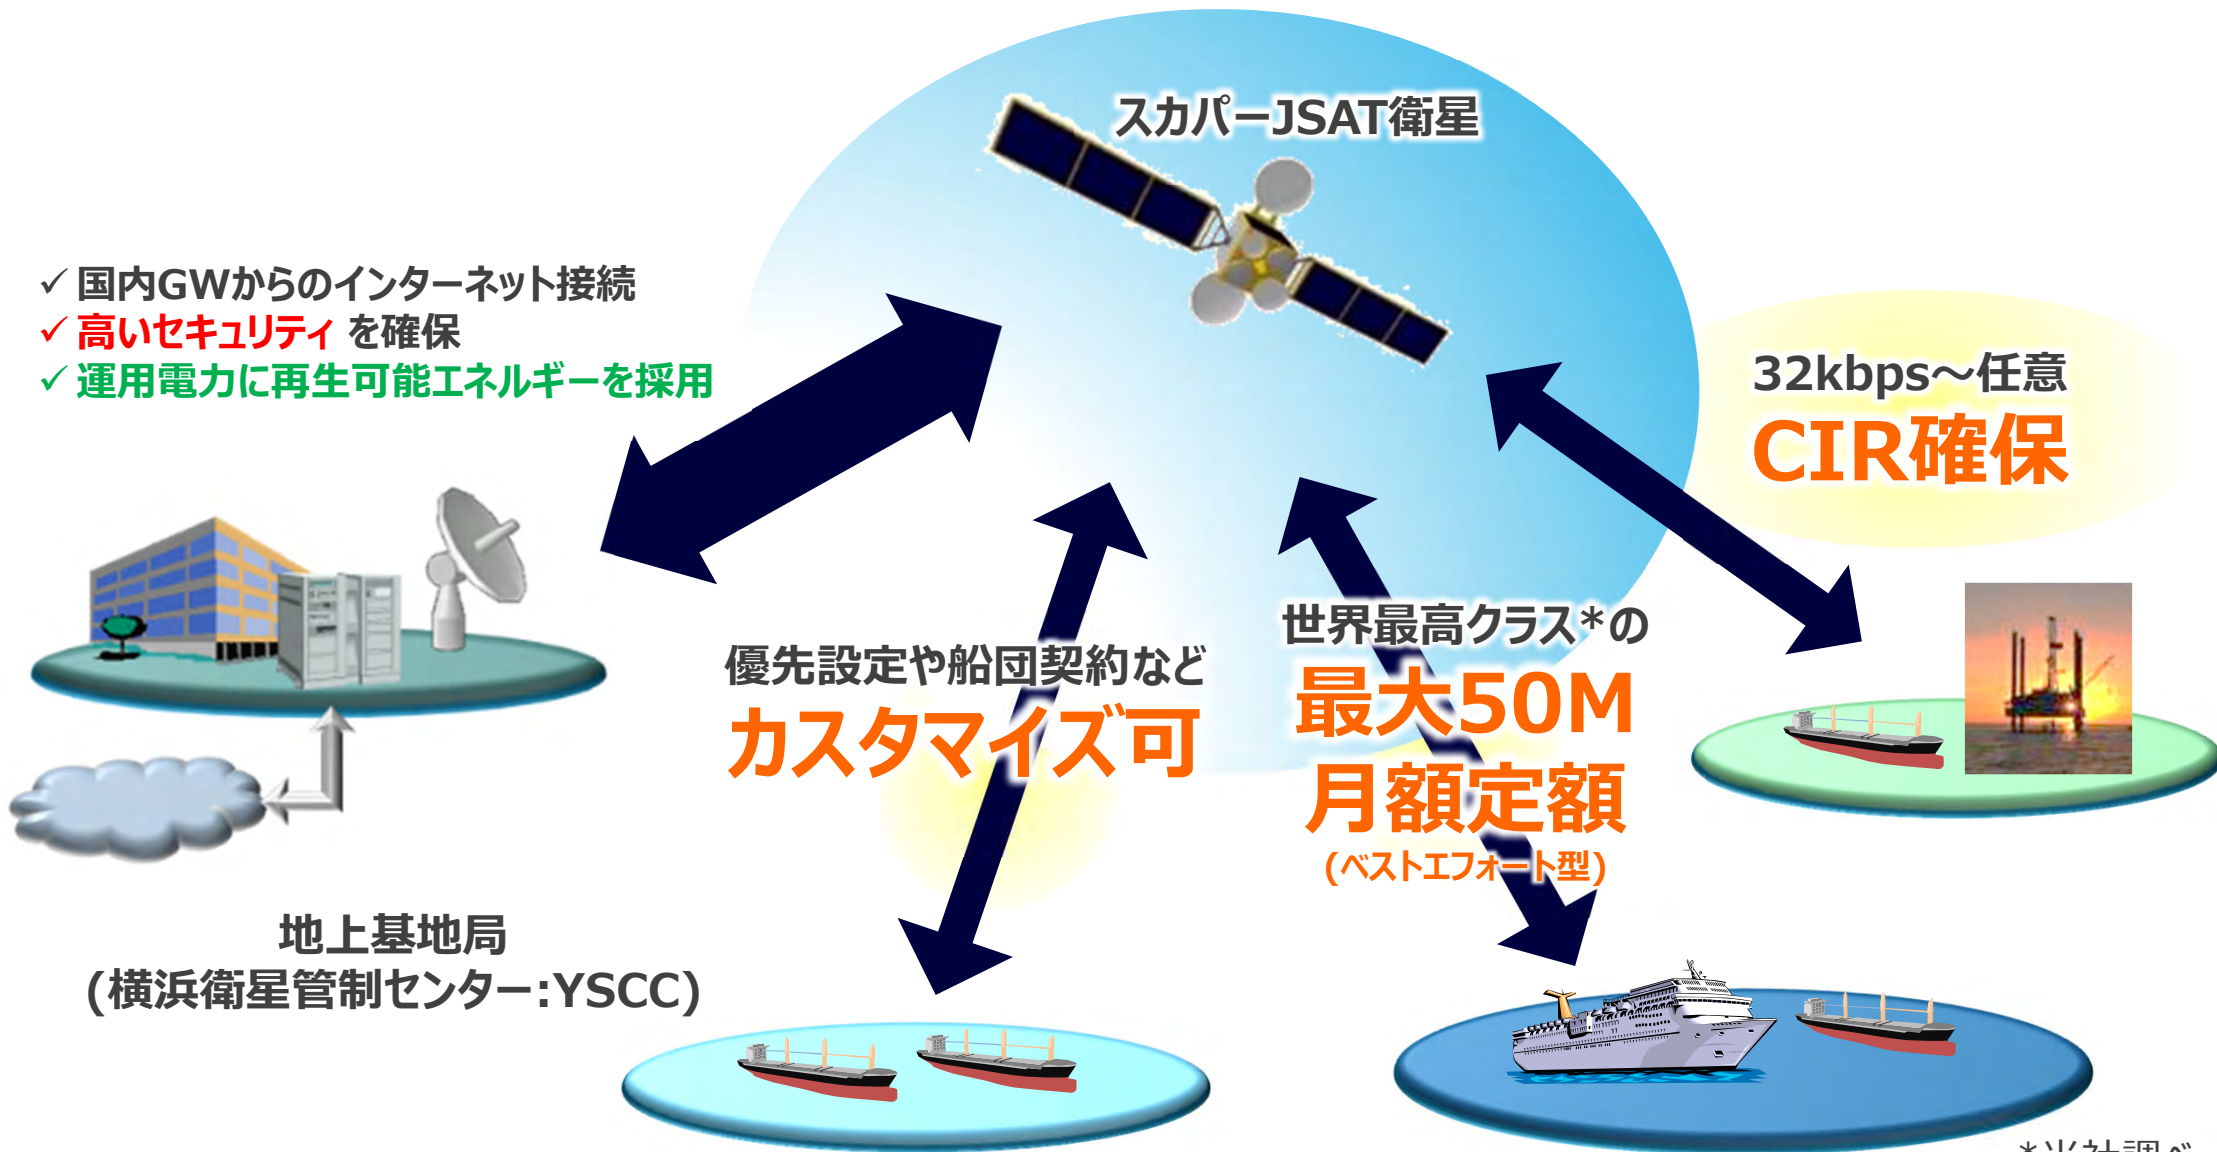 スカパーJSAT衛星
✓国内GWからのインターネット接続
✓高いセキュリティ を確保
✓運用電力に再生可能エネルギーを採用
32kbps～任意
CIR確保
優先設定や船団契約など
カスタマイズ可
世界最高クラス*の
最大50M
月額定額
(ベストエフォート型)
地上基地局
(横浜衛星管制センター:YSCC)
*当社調べ